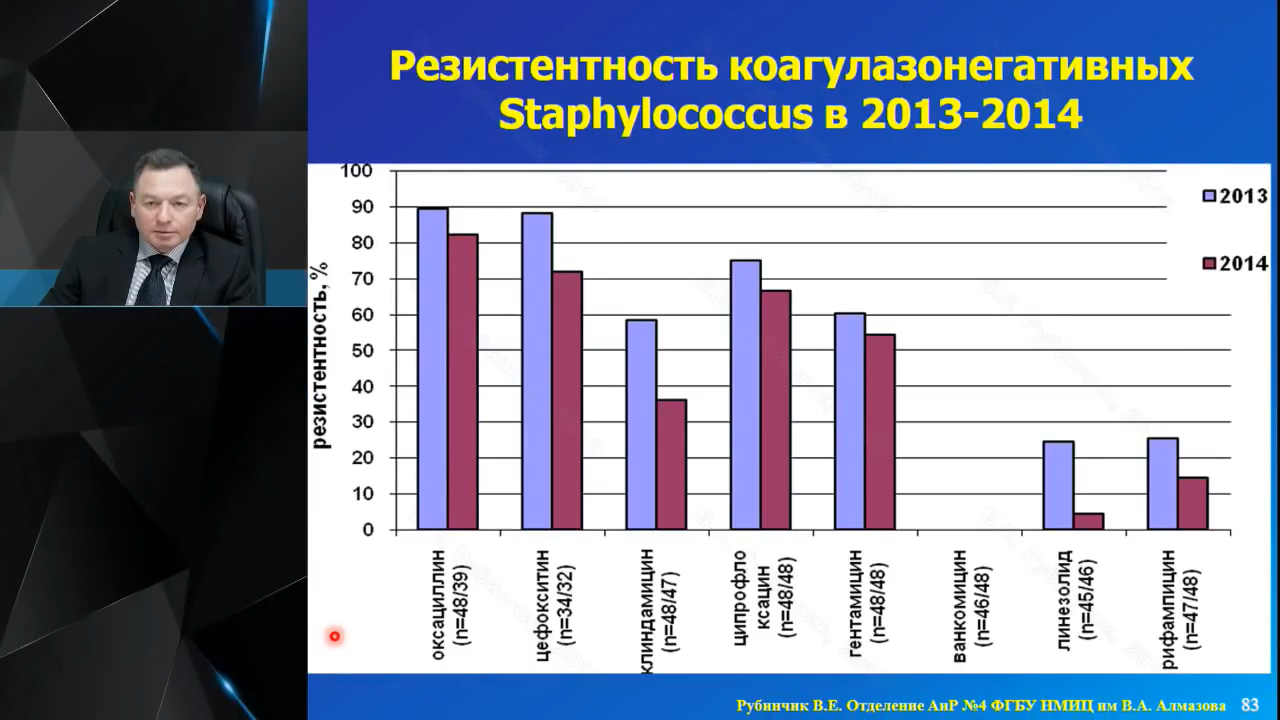 Резистентность коагулазонегативных
Staphylococcus в 2013-2014
резистентность, %
100
90
80
70
60
50
40
30
20
10
0
2013
2014
оксациллин
(n=48/39)
цефокситин
(n=34/32)
клиндамицин
(n=48/47)
ципрофло
ксацин
(n=48/48)
гентамицин
(n=48/48)
ванкомицин
(n=46/48)
линезолид
(n=45/46)
рифампицин
(n=47/48)
Рубинчик В.Е. Отделение АиР №4 ФГБУ НМИЦ им В.А. Алмазова 83